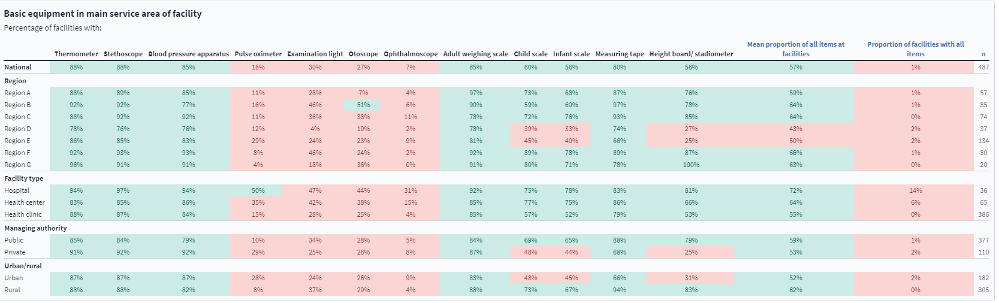 Basic equipment in main service area of facility
Percentage of facilities with:
Thermometer Stethoscope Blood pressure apparatus Pulse oximeter Examination light Otoscope Ophthalmoscope Adult weighing scale Child scale Infant scale Measuring tape Height board/ stadiometer Mean proportion of all items at facilities Proportion of facilities with all items n
National 88% 88% 85% 18% 30% 27% 7% 85% 60% 56% 80% 56% 57% 1% 487
Region
Region A 88% 89% 85% 11% 28% 7% 4% 97% 73% 68% 87% 76% 59% 1% 57
Region B 92% 92% 77% 16% 46% 51% 6% 90% 59% 60% 97% 78% 64% 1% 85
Region C 88% 92% 92% 11% 36% 38% 11% 78% 72% 76% 93% 85% 64% 0% 74
Region D 78% 76% 76% 12% 4% 19% 2% 78% 39% 33% 74% 27% 43% 2% 37
Region E 86% 85% 83% 29% 24% 23% 9% 81% 45% 40% 66% 25% 50% 2% 134
Region F 92% 93% 93% 8% 46% 24% 2% 92% 89% 78% 89% 87% 66% 1% 80
Region G 96% 91% 91% 4% 18% 36% 0% 91% 80% 71% 78% 100% 63% 0% 20
Facility type
Hospital 94% 97% 94% 50% 47% 44% 31% 92% 75% 78% 83% 81% 72% 14% 36
Health center 83% 85% 86% 35% 42% 38% 15% 85% 77% 75% 86% 66% 64% 6% 65
Health clinic 88% 87% 84% 15% 28% 25% 4% 85% 57% 52% 79% 53% 55% 0% 386
Managing authority
Public 85% 84% 79% 10% 34% 28% 5% 84% 69% 65% 88% 79% 59% 1% 377
Private 91% 92% 92% 29% 25% 26% 8% 87% 48% 44% 68% 25% 53% 2% 110
Urban/rural
Urban 87% 87% 87% 28% 24% 26% 9% 83% 48% 45% 66% 31% 52% 2% 182
Rural 88% 88% 82% 8% 37% 29% 4% 88% 73% 67% 94% 83% 62% 0% 305